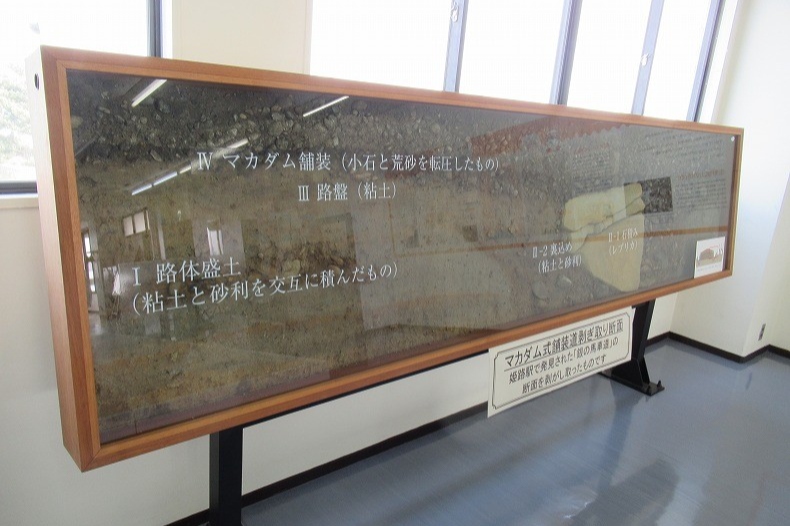 Ⅳ マカダム舗装（小石と荒砂を転圧したもの）
Ⅲ 路盤（粘土）
Ⅰ 路体盛土
（粘土と砂利を交互に積んだもの）
Ⅱ-2 裏込め
（粘土と砂利）
Ⅱ-1 石積み
（レプリカ）
マカダム式舗装道剥ぎ取り断面
姫路駅で発見された「銀の馬車道」の
断面を剥がし取ったものです